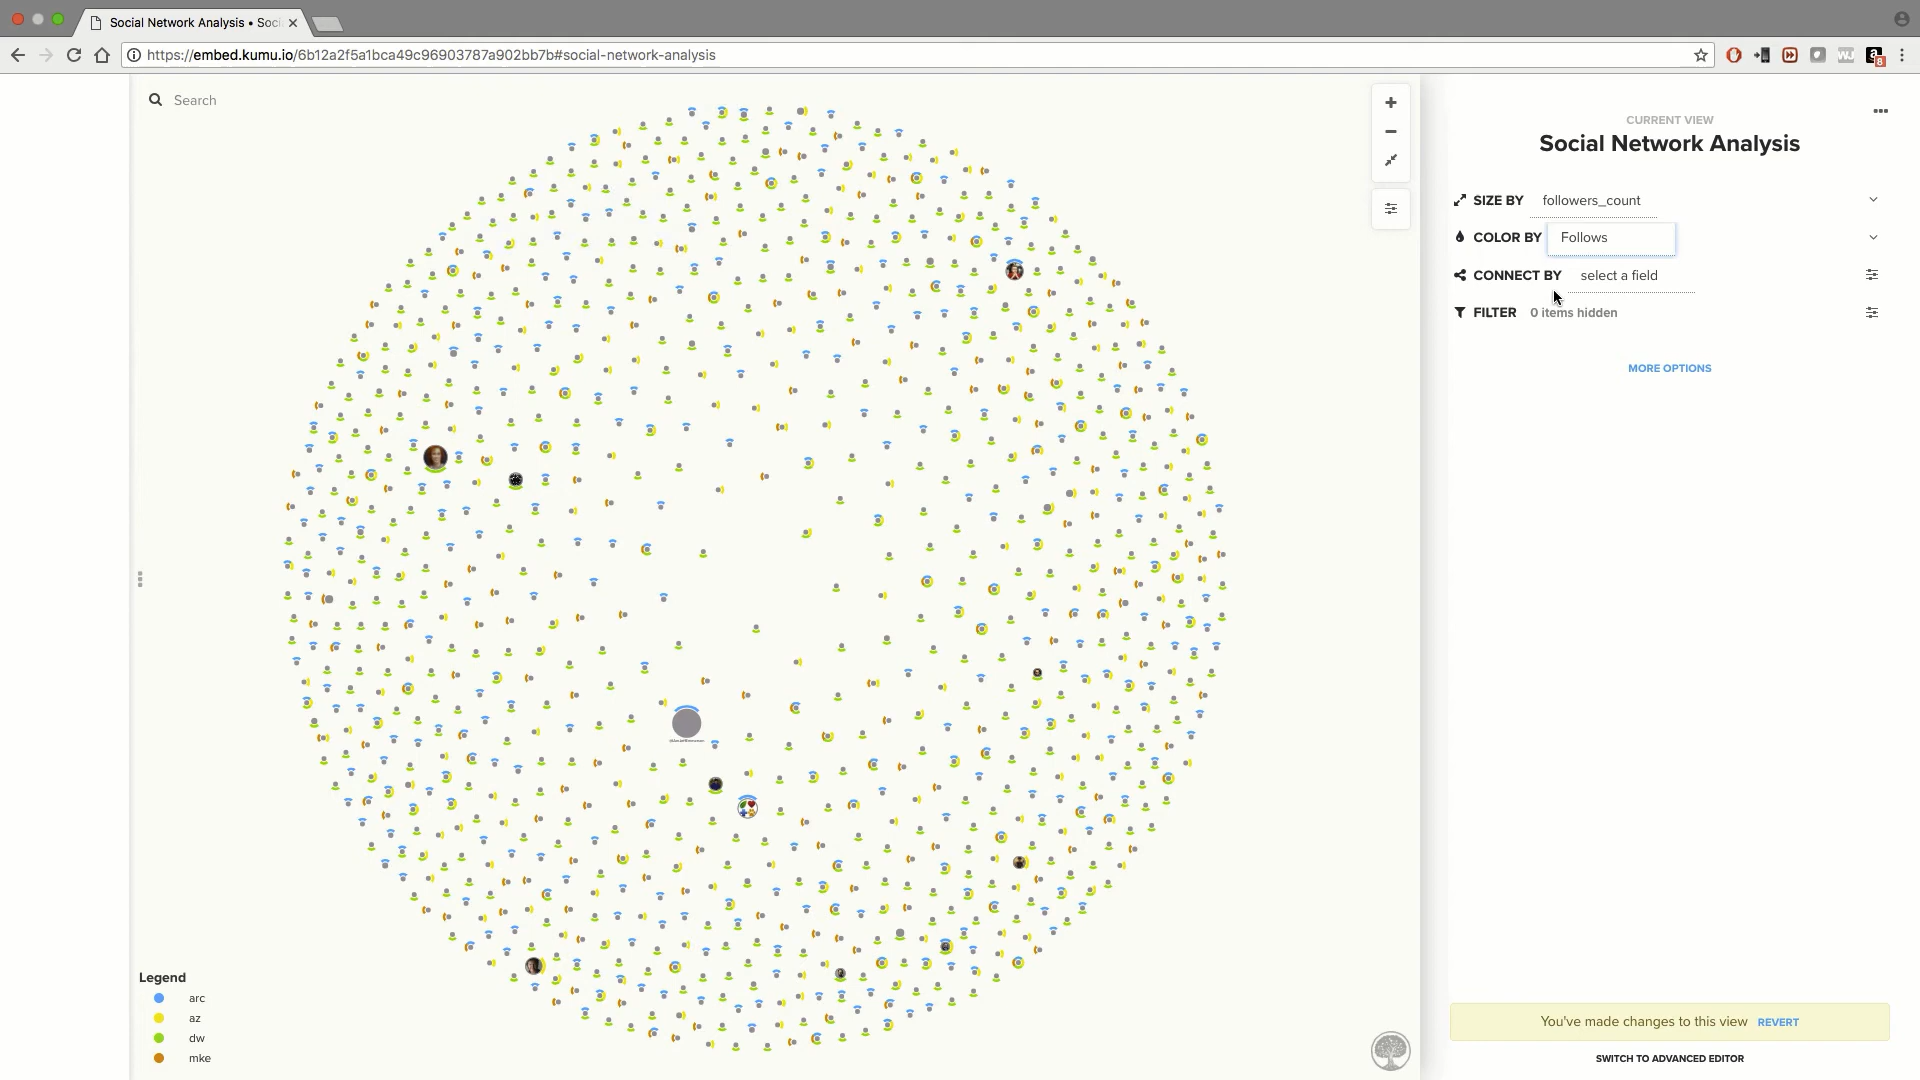 Social Network Analysis • Soci
https://embed.kumu.io/6b12a2f5a1bca49c96903787a902bb7b#social-network-analysis
8
Search
CURRENT VIEW
Social Network Analysis
SIZE BY followers_count
COLOR BY Follows
CONNECT BY select a field
FILTER 0 items hidden
MORE OPTIONS
Legend
arc
az
dw
mke
You've made changes to this view REVERT
SWITCH TO ADVANCED EDITOR